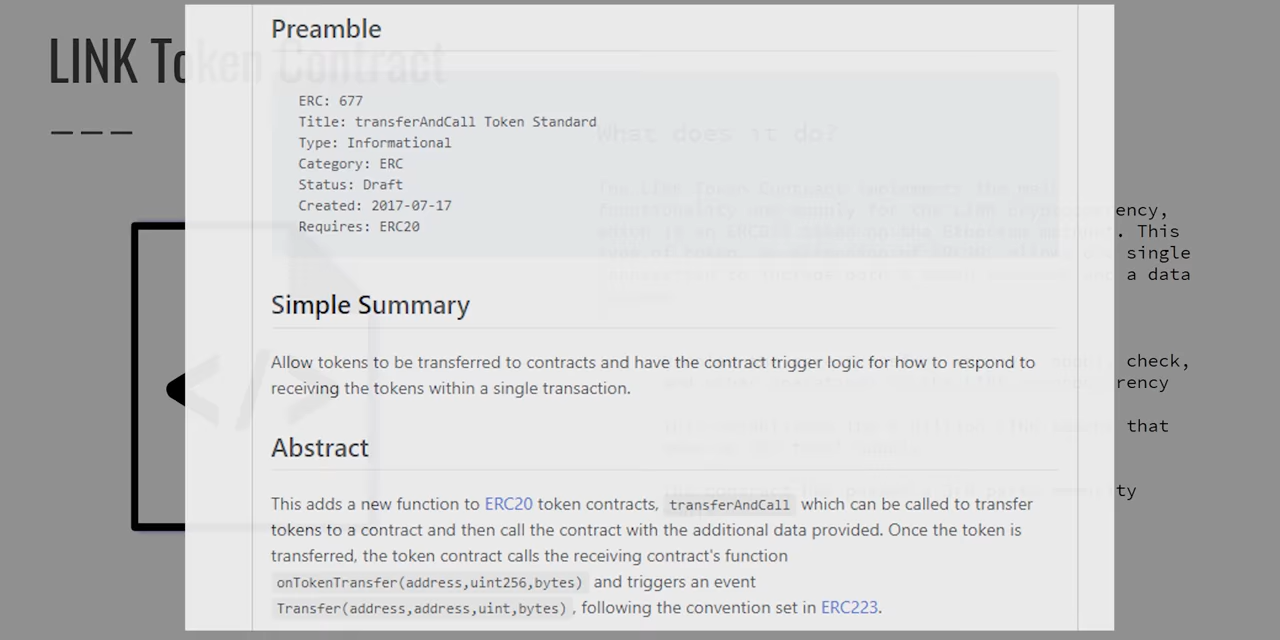 LINK Token Contract
Preamble
ERC: 677
Title: transferAndCall Token Standard
Type: Informational
Category: ERC
Status: Draft
Created: 2017-07-17
Requires: ERC20
Simple Summary
Allow tokens to be transferred to contracts and have the contract trigger logic for how to respond to
receiving the tokens within a single transaction.
Abstract
This adds a new function to ERC20 token contracts, transferAndCall which can be called to transfer
tokens to a contract and then call the contract with the additional data provided. Once the token is
transferred, the token contract calls the receiving contract's function
onTokenTransfer(address,uint256,bytes) and triggers an event
Transfer(address,address,uint,bytes), following the convention set in ERC223.
What does it do?
ency,
. This
single
a data
check,
rency
that
ty